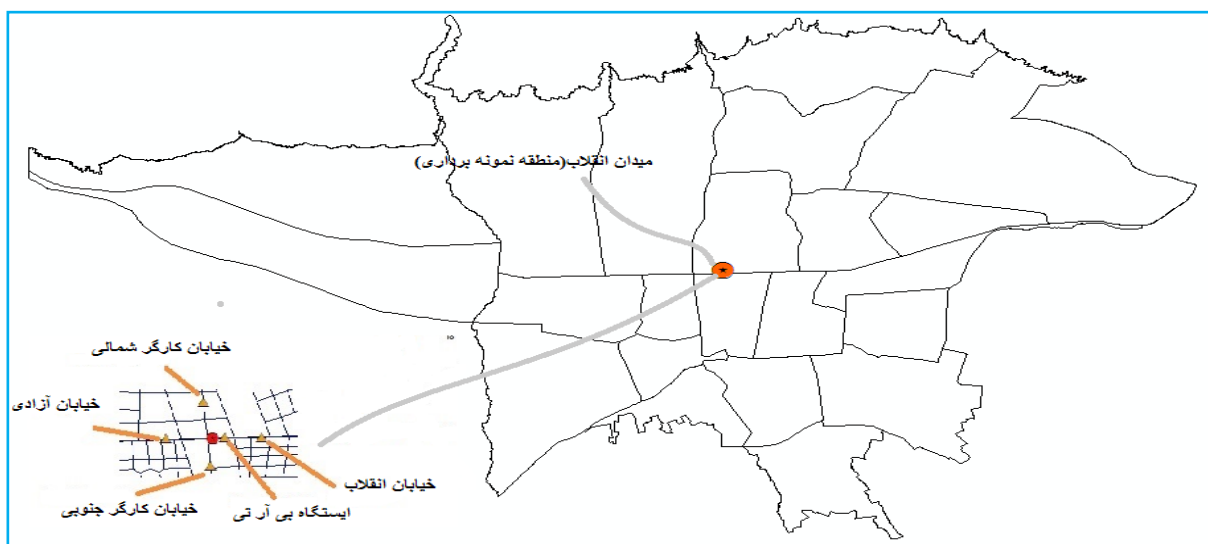 میدان انقلاب(منطقه نمونه برداری)
خیابان کارگر شمالی
خیابان آزادی
خیابان انقلاب
ایستگاه بی آر تی
خیابان کارگر جنوبی